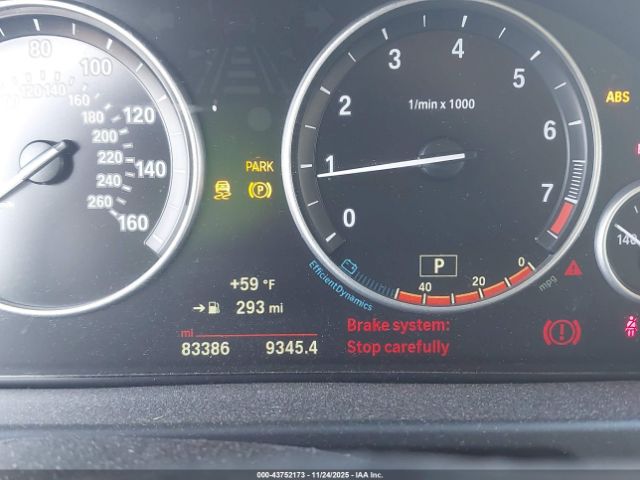 80
100
120
140
160
120
140
160
180
200
220
240
260
PARK
P
+59 °F
293 mi
mi
83386 9345.4
0
1
2
3
4
5
6
7
1/min x 1000
P
EfficientDynamics
40 20 0
mpg
Brake system:
Stop carefully
ABS
140
000-43752173 - 11/24/2025 - IAA Inc.